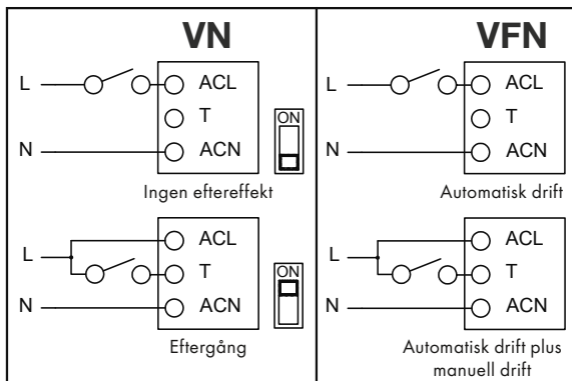 VN
L
ACL
T
N
ACN
ON
Ingen eftereffekt
L
ACL
T
N
ACN
ON
Eftergång
VFN
L
ACL
T
N
ACN
Automatisk drift
L
ACL
T
N
ACN
Automatisk drift plus
manuell drift